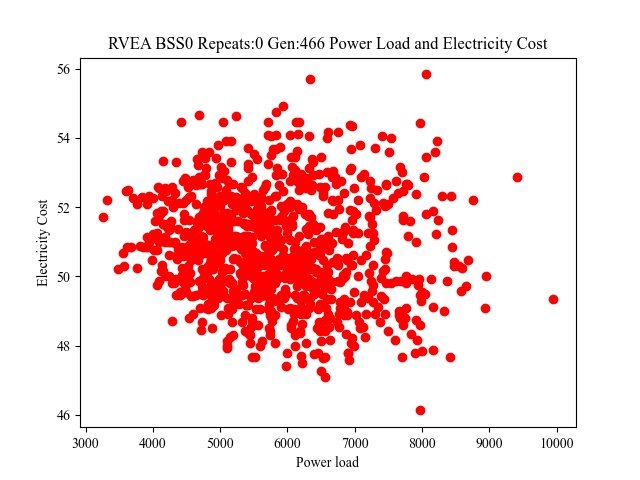 RVEA BSS0 Repeats:0 Gen:466 Power Load and Electricity Cost
56
54
52
50
48
46
Electricity Cost
3000 4000 5000 6000 7000 8000 9000 10000
Power load